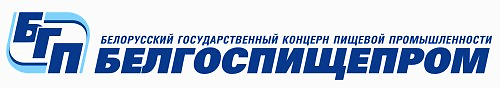 БГП
БЕЛОРУССКИЙ ГОСУДАРСТВЕННЫЙ КОНЦЕРН ПИЩЕВОЙ ПРОМЫШЛЕННОСТИ
БЕЛГОСПИЩЕПРОМ